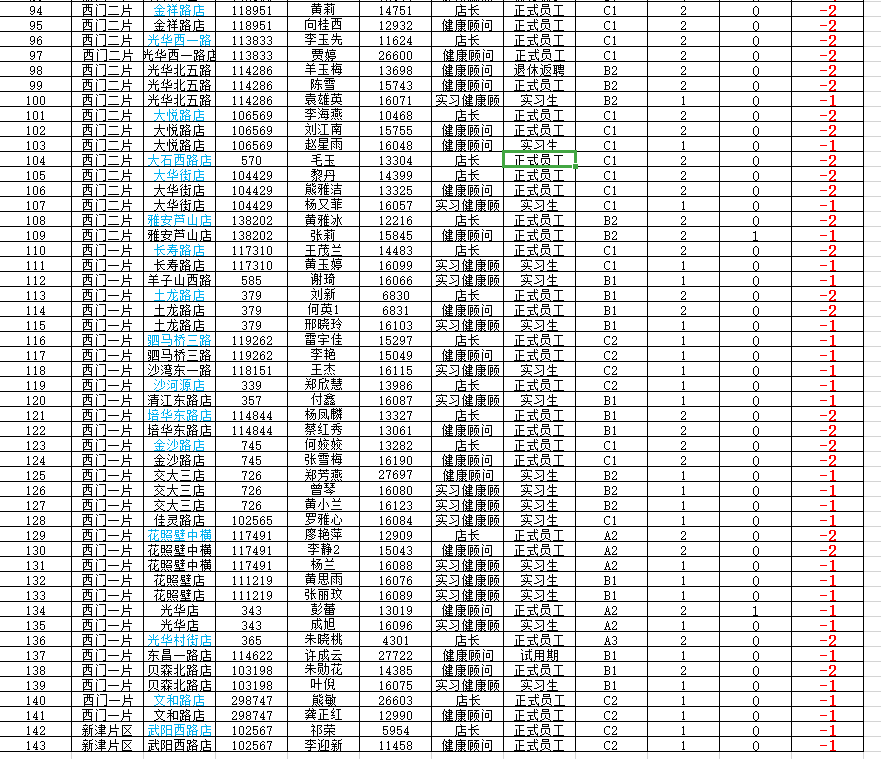 94 西门二片 金祥路店 118951 黄莉 14751 店长 正式员工 C1 2 0 -2
95 西门二片 金祥路店 118951 向桂西 12932 健康顾问 正式员工 C1 2 0 -2
96 西门二片 光华西一路 113833 李玉先 11624 店长 正式员工 C1 2 0 -2
97 西门二片 光华西一路店 113833 贾婷 26600 健康顾问 正式员工 C1 2 0 -2
98 西门二片 光华北五路 114286 羊玉梅 13698 健康顾问 退休返聘 B2 2 0 -2
99 西门二片 光华北五路 114286 陈雪 15743 健康顾问 正式员工 B2 2 0 -2
100 西门二片 光华北五路 114286 袁雄英 16071 实习健康顾 实习生 B2 1 0 -1
101 西门二片 大悦路店 106569 李海燕 10468 店长 正式员工 C1 2 0 -2
102 西门二片 大悦路店 106569 刘江南 15755 健康顾问 正式员工 C1 2 0 -2
103 西门二片 大悦路店 106569 赵星雨 16048 健康顾问 实习生 C1 1 0 -1
104 西门二片 大石西路店 570 毛玉 13304 店长 正式员工 C1 2 0 -2
105 西门二片 大华街店 104429 黎丹 14399 店长 正式员工 C1 2 0 -2
106 西门二片 大华街店 104429 熊雅洁 13325 健康顾问 正式员工 C1 2 0 -2
107 西门二片 大华街店 104429 杨又菲 16057 实习健康顾 实习生 C1 1 0 -1
108 西门二片 雅安芦山店 138202 黄雅冰 12216 店长 正式员工 B2 2 0 -2
109 西门二片 雅安芦山店 138202 张莉 15845 健康顾问 正式员工 B2 2 1 -1
110 西门一片 长寿路店 117310 王茂兰 14483 店长 正式员工 C1 2 0 -2
111 西门一片 长寿路店 117310 黄玉婷 16099 实习健康顾 实习生 C1 1 0 -1
112 西门一片 羊子山西路 585 谢琦 16066 实习健康顾 实习生 B1 1 0 -1
113 西门一片 土龙路店 379 刘新 6830 店长 正式员工 B1 2 0 -2
114 西门一片 土龙路店 379 何英1 6831 健康顾问 正式员工 B1 2 0 -2
115 西门一片 土龙路店 379 邢晓玲 16103 实习健康顾 实习生 B1 1 0 -1
116 西门一片 驷马桥三路 119262 雷宇佳 15297 店长 正式员工 C2 2 0 -2
117 西门一片 驷马桥三路 119262 李艳 15049 健康顾问 正式员工 C2 2 0 -2
118 西门一片 沙湾东一路 118151 王杰 16115 实习健康顾 实习生 C2 1 0 -1
119 西门一片 沙河源店 339 郑欣慧 13986 店长 正式员工 C2 2 0 -2
120 西门一片 清江东路店 357 付鑫 16087 实习健康顾 实习生 B1 1 0 -1
121 西门一片 培华东路店 114844 杨凤麟 13327 店长 正式员工 B1 2 0 -2
122 西门一片 培华东路店 114844 蔡红秀 13061 健康顾问 正式员工 B1 2 0 -2
123 西门一片 金沙路店 745 何姣姣 13282 店长 正式员工 C1 2 0 -2
124 西门一片 金沙路店 745 张雪梅 16190 健康顾问 正式员工 C1 2 0 -2
125 西门一片 交大三店 726 郑芳燕 27697 健康顾问 实习生 B2 1 0 -1
126 西门一片 交大三店 726 曾琴 16080 实习健康顾 实习生 B2 1 0 -1
127 西门一片 交大三店 726 黄小兰 16123 实习健康顾 实习生 B2 1 0 -1
128 西门一片 佳灵路店 102565 罗雅心 16084 实习健康顾 实习生 C1 1 0 -1
129 西门一片 花照壁中横 117491 廖艳萍 12909 店长 正式员工 A2 2 0 -2
130 西门一片 花照壁中横 117491 李静2 15043 健康顾问 正式员工 A2 2 0 -2
131 西门一片 花照壁中横 117491 杨兰 16088 实习健康顾 实习生 A2 1 0 -1
132 西门一片 花照壁店 111219 黄思雨 16076 实习健康顾 实习生 B1 1 0 -1
133 西门一片 花照壁店 111219 张丽玟 16089 实习健康顾 实习生 B1 1 0 -1
134 西门一片 光华店 343 彭蕾 13019 健康顾问 正式员工 A2 2 1 -1
135 西门一片 光华店 343 成旭 16096 实习健康顾 实习生 A2 1 0 -1
136 西门一片 光华村街店 365 朱晓桃 4301 店长 正式员工 A3 2 0 -2
137 西门一片 东昌一路店 114622 许成云 27722 健康顾问 试用期 B1 1 0 -1
138 西门一片 贝森北路店 103198 朱勋花 14385 健康顾问 正式员工 B1 2 0 -2
139 西门一片 贝森北路店 103198 叶倪 16075 实习健康顾 实习生 B1 1 0 -1
140 西门一片 文和路店 298747 熊敏 26603 店长 正式员工 C2 1 0 -1
141 西门一片 文和路店 298747 龚正红 12990 健康顾问 正式员工 C2 1 0 -1
142 新津片区 武阳西路店 102567 祁荣 5954 店长 正式员工 C2 1 0 -1
143 新津片区 武阳西路店 102567 李迎新 11458 健康顾问 正式员工 C2 1 0 -1